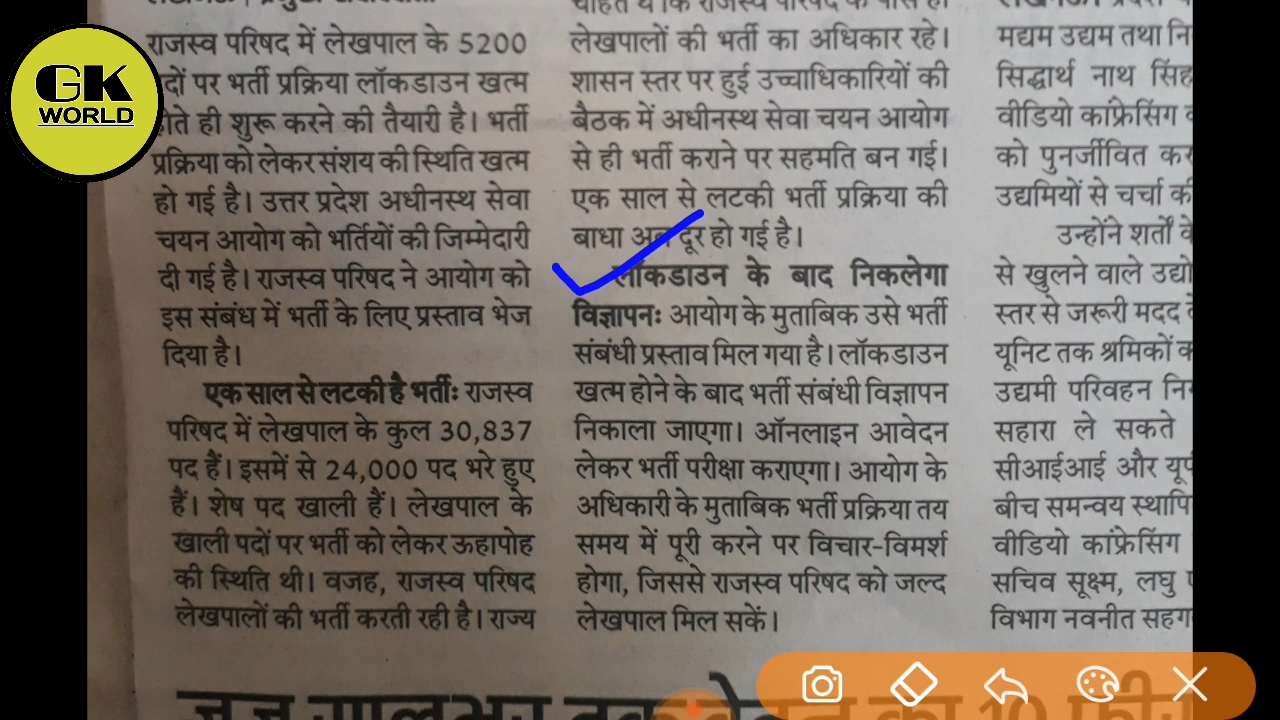 GK
WORLD
राजस्व परिषद में लेखपाल के 5200
पदों पर भर्ती प्रक्रिया लॉकडाउन खत्म
होते ही शुरू करने की तैयारी है। भर्ती
प्रक्रिया को लेकर संशय की स्थिति खत्म
हो गई है। उत्तर प्रदेश अधीनस्थ सेवा
चयन आयोग को भर्तियों की जिम्मेदारी
दी गई है। राजस्व परिषद ने आयोग को
इस संबंध में भर्ती के लिए प्रस्ताव भेज
दिया है।
एक साल से लटकी है भर्ती: राजस्व
परिषद में लेखपाल के कुल 30,837
पद हैं। इसमें से 24,000 पद भरे हुए
हैं। शेष पद खाली हैं। लेखपाल के
खाली पदों पर भर्ती को लेकर ऊहापोह
की स्थिति थी। वजह, राजस्व परिषद
लेखपालों की भर्ती करती रही है। राज्य
लेखपालों की भर्ती का अधिकार रहे।
शासन स्तर पर हुई उच्चाधिकारियों की
बैठक में अधीनस्थ सेवा चयन आयोग
से ही भर्ती कराने पर सहमति बन गई।
एक साल से लटकी भर्ती प्रक्रिया की
बाधा अब दूर हो गई है।
लॉकडाउन के बाद निकलेगा
विज्ञापन: आयोग के मुताबिक उसे भर्ती
संबंधी प्रस्ताव मिल गया है। लॉकडाउन
खत्म होने के बाद भर्ती संबंधी विज्ञापन
निकाला जाएगा। ऑनलाइन आवेदन
लेकर भर्ती परीक्षा कराएगा। आयोग के
अधिकारी के मुताबिक भर्ती प्रक्रिया तय
समय में पूरी करने पर विचार-विमर्श
होगा, जिससे राजस्व परिषद को जल्द
लेखपाल मिल सकें।
मद्यम उद्यम तथा
सिद्धार्थ नाथ सिंह
वीडियो कांफ्रेसिंग
को पुनर्जीवित
उद्यमियों से चर्चा
उन्होंने शर्तों
से खुलने वाले
स्तर से जरूरी मदद
यूनिट तक श्रमिकों
उद्यमी परिवहन
सहारा ले सकते
सीआईआई और
बीच समन्वय
वीडियो कांफ्रेसिंग
सचिव सूक्ष्म, लघु
विभाग नवनीत